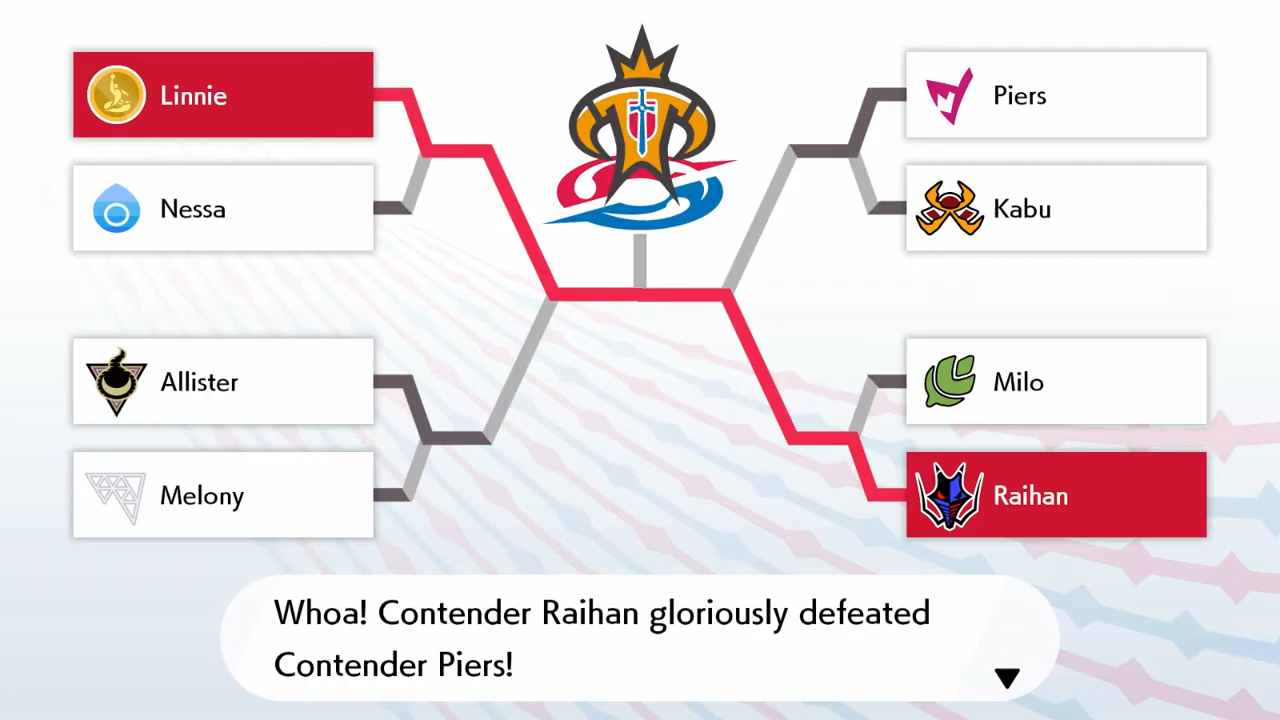 Linnie
Nessa
Allister
Melony
Piers
Kabu
Milo
Raihan
Whoa! Contender Raihan gloriously defeated
Contender Piers!